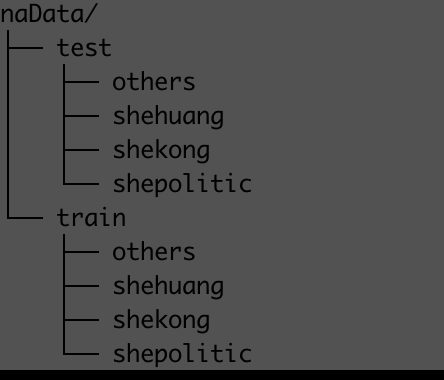 naData/
├── test
│   ├── others
│   ├── shehuang
│   ├── shekong
│   └── shepolitic
└── train
    ├── others
    ├── shehuang
    ├── shekong
    └── shepolitic